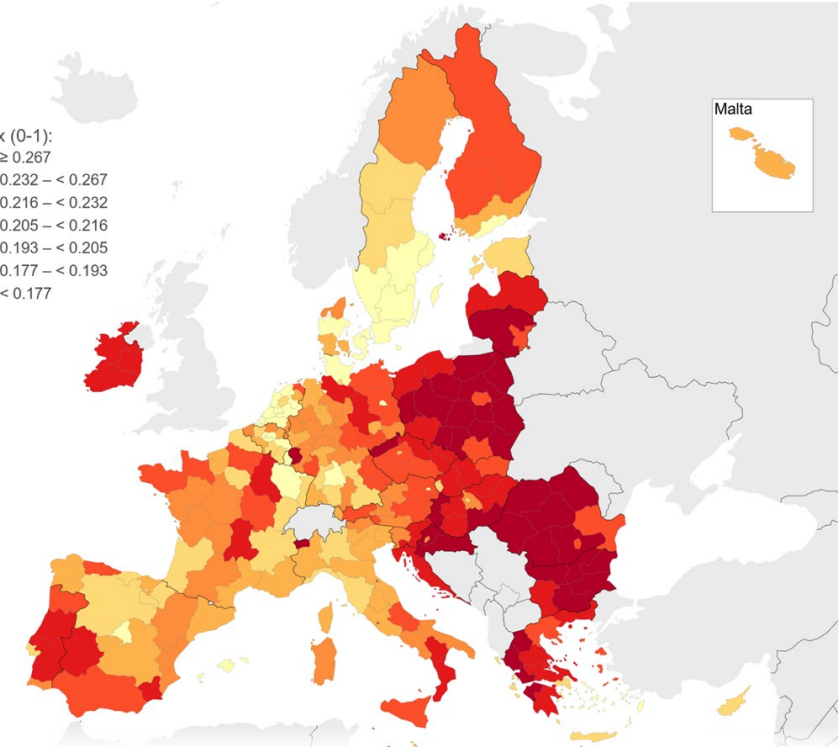 x (0-1):
≥ 0.267
0.232 – < 0.267
0.216 – < 0.232
0.205 – < 0.216
0.193 – < 0.205
0.177 – < 0.193
< 0.177
Malta